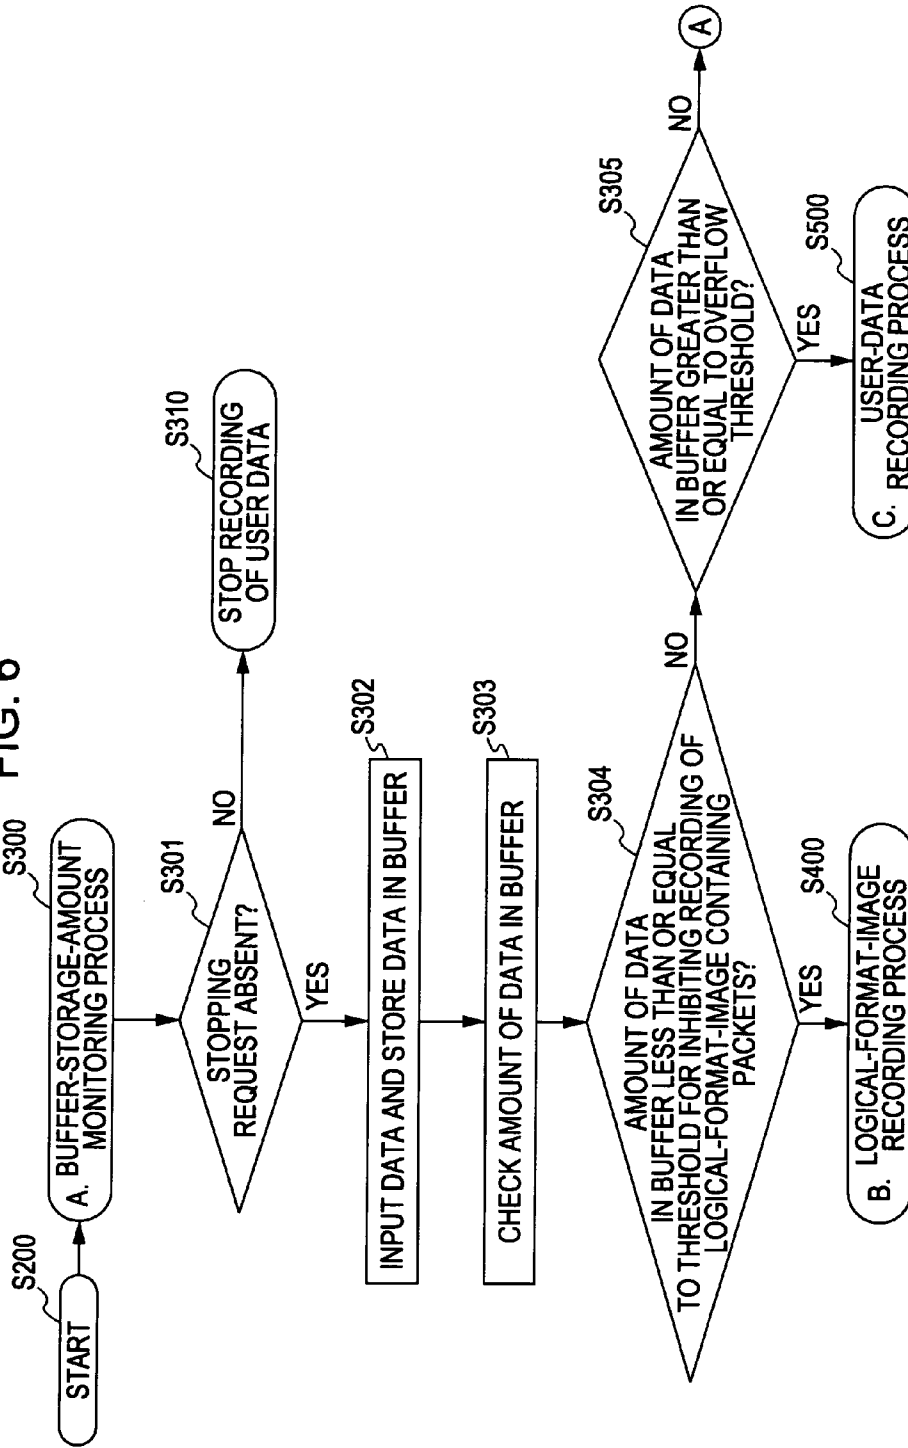 FIG. 6
S200
START
S300
A. BUFFER-STORAGE-AMOUNT
MONITORING PROCESS
S301
STOPPING
REQUEST ABSENT?
NO
S310
STOP RECORDING
OF USER DATA
YES
S302
INPUT DATA AND STORE DATA IN BUFFER
S303
CHECK AMOUNT OF DATA IN BUFFER
S304
AMOUNT OF DATA
IN BUFFER LESS THAN OR EQUAL
TO THRESHOLD FOR INHIBITING RECORDING OF
LOGICAL-FORMAT-IMAGE CONTAINING
PACKETS?
NO
YES
S400
B. LOGICAL-FORMAT-IMAGE
RECORDING PROCESS
S305
AMOUNT OF DATA
IN BUFFER GREATER THAN
OR EQUAL TO OVERFLOW
THRESHOLD?
NO
A
YES
S500
C. USER-DATA
RECORDING PROCESS